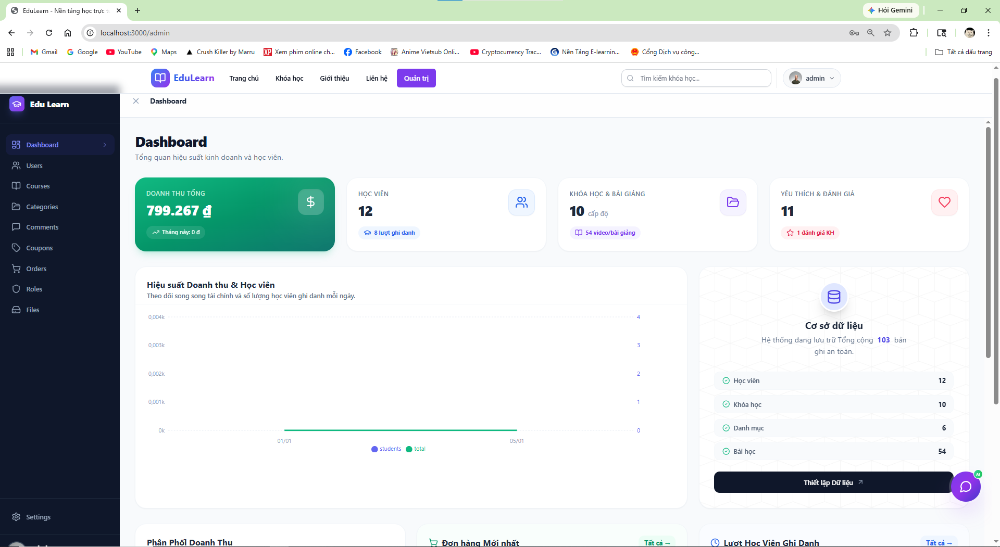 EduLearn - Nền tảng học trực t
Hỏi Gemini
localhost:3000/admin
Gmail
Google
YouTube
Maps
Crush Killer by Marru
Xem phim online ch...
Facebook
Anime Vietsub Onli...
Cryptocurrency Trac...
Nền Tảng E-learnin...
Cổng Dịch vụ công...
Tất cả dấu trang
EduLearn
Trang chủ
Khóa học
Giới thiệu
Liên hệ
Quản trị
Tìm kiếm khóa học...
admin
Edu Learn
Dashboard
Users
Courses
Categories
Comments
Coupons
Orders
Roles
Files
Settings
Dashboard
Dashboard
Tổng quan hiệu suất kinh doanh và học viên.
DOANH THU TỔNG
799.267 ₫
Tháng này: 0 ₫
HỌC VIÊN
12
8 lượt ghi danh
KHÓA HỌC & BÀI GIẢNG
10 cấp độ
54 video/bài giảng
YÊU THÍCH & ĐÁNH GIÁ
11
1 đánh giá KH
Hiệu suất Doanh thu & Học viên
Theo dõi song song tài chính và số lượng học viên ghi danh mỗi ngày.
0,004k
0,003k
0,002k
0,001k
0k
4
3
2
1
0
01/01
05/01
students
total
Cơ sở dữ liệu
Hệ thống đang lưu trữ Tổng cộng 103 bản
ghi an toàn.
Học viên 12
Khóa học 10
Danh mục 6
Bài học 54
Thiết lập Dữ liệu
AI
Phân Phối Doanh Thu
Đơn hàng Mới nhất
Tất cả →
Lượt Học Viên Ghi Danh
Tất cả →